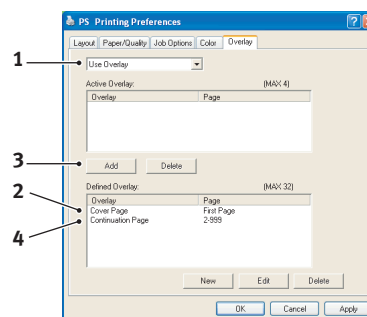 PS Printing Preferences
Layout Paper/Quality Job Options Color Overlay
1
Use Overlay
Active Overlay: (MAX 4)
Overlay Page
3
Add Delete
Defined Overlay: (MAX 32)
Overlay Page
2
Cover Page First Page
4
Continuation Page 2-999
New Edit Delete
OK Cancel Apply